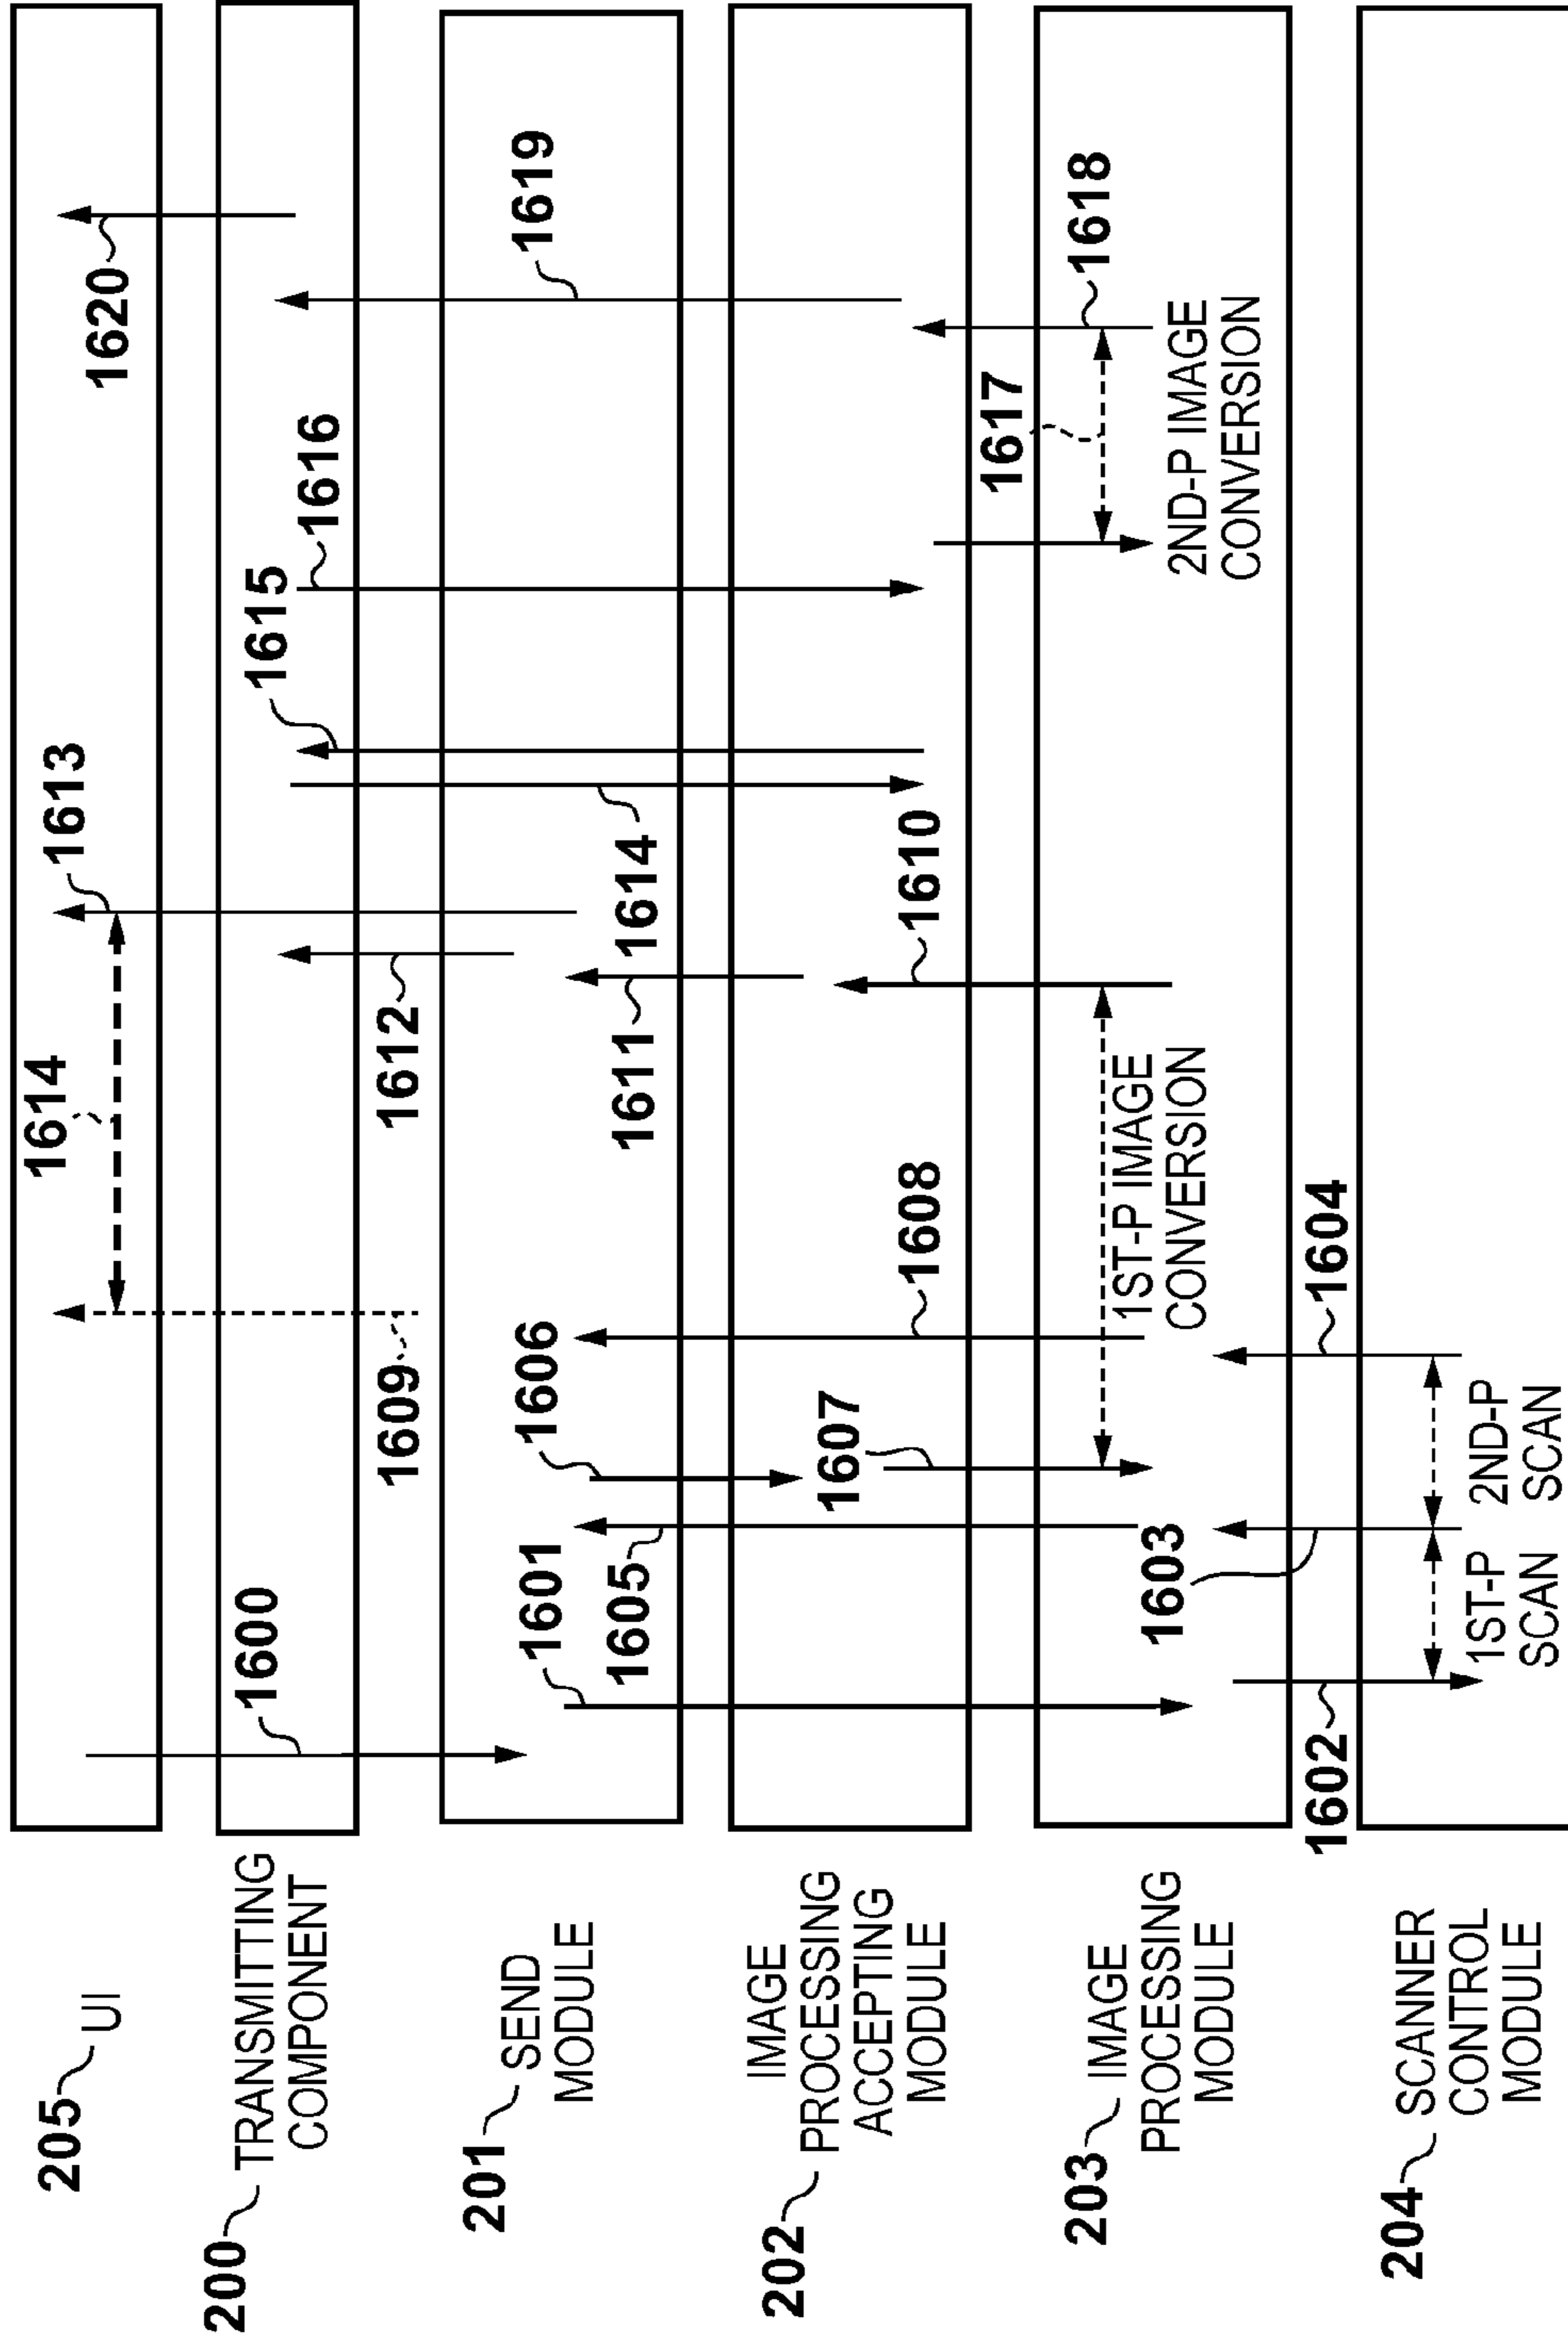 205 UI
200 TRANSMITTING
COMPONENT
201 SEND
MODULE
202 IMAGE
PROCESSING
ACCEPTING
MODULE
203 IMAGE
PROCESSING
MODULE
204 SCANNER
CONTROL
MODULE
1600
1601
1602
1603
1604
1605
1606
1607
1608
1609
1610
1611
1612
1613
1614
1614
1615
1616
1617
1618
1619
1620
1ST-P
SCAN
2ND-P
SCAN
1ST-P IMAGE
CONVERSION
2ND-P IMAGE
CONVERSION